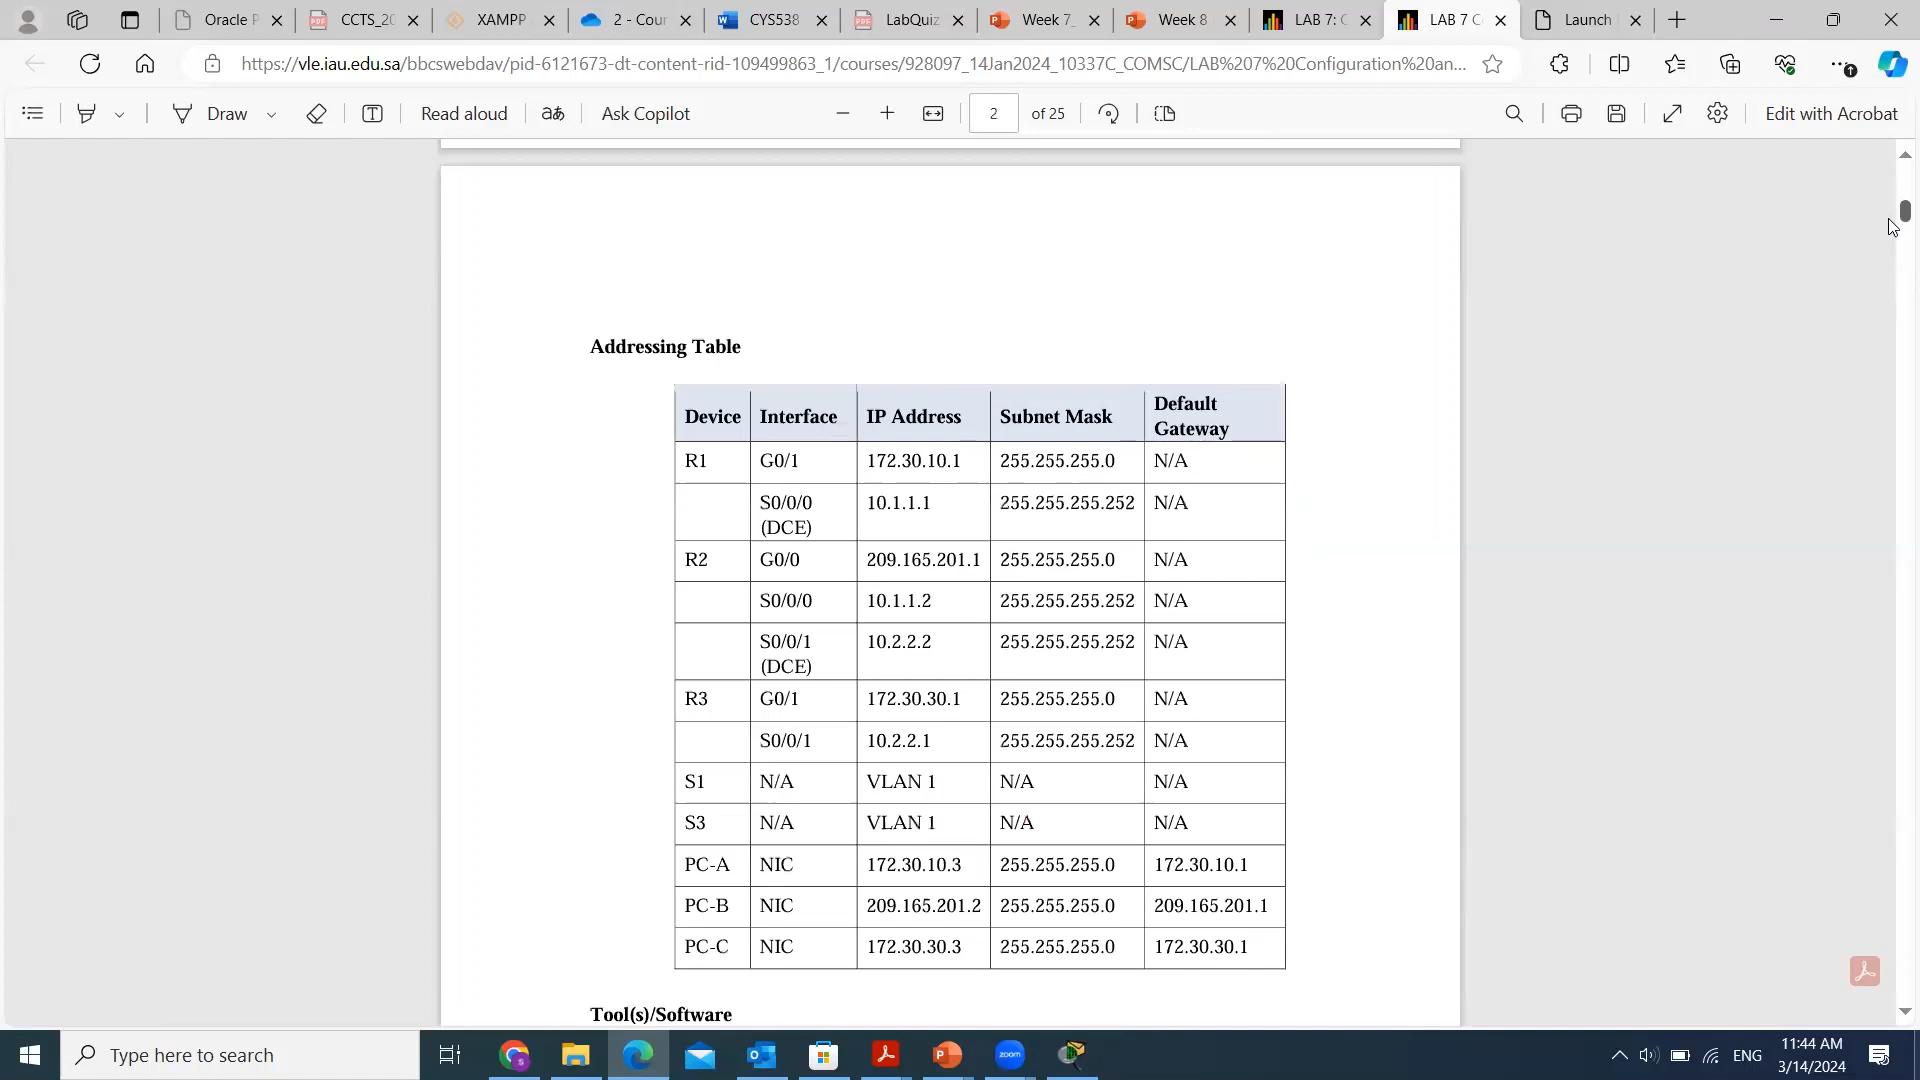 Oracle P
CCTS_20
XAMPP
2 - Cour
CYS538
LabQuiz
Week 7_
Week 8
LAB 7: C
LAB 7 C
Launch
https://vle.iau.edu.sa/bbcswebdav/pid-6121673-dt-content-rid-109499863_1/courses/928097_14Jan2024_10337C_COMSC/LAB%207%20Configuration%20an...
Draw
Read aloud
aあ
Ask Copilot
2 of 25
Edit with Acrobat
Addressing Table
Device Interface IP Address Subnet Mask Default Gateway
R1 G0/1 172.30.10.1 255.255.255.0 N/A
S0/0/0 (DCE) 10.1.1.1 255.255.255.252 N/A
R2 G0/0 209.165.201.1 255.255.255.0 N/A
S0/0/0 10.1.1.2 255.255.255.252 N/A
S0/0/1 (DCE) 10.2.2.2 255.255.255.252 N/A
R3 G0/1 172.30.30.1 255.255.255.0 N/A
S0/0/1 10.2.2.1 255.255.255.252 N/A
S1 N/A VLAN 1 N/A N/A
S3 N/A VLAN 1 N/A N/A
PC-A NIC 172.30.10.3 255.255.255.0 172.30.10.1
PC-B NIC 209.165.201.2 255.255.255.0 209.165.201.1
PC-C NIC 172.30.30.3 255.255.255.0 172.30.30.1
Tool(s)/Software
Type here to search
zoom
ENG
11:44 AM
3/14/2024